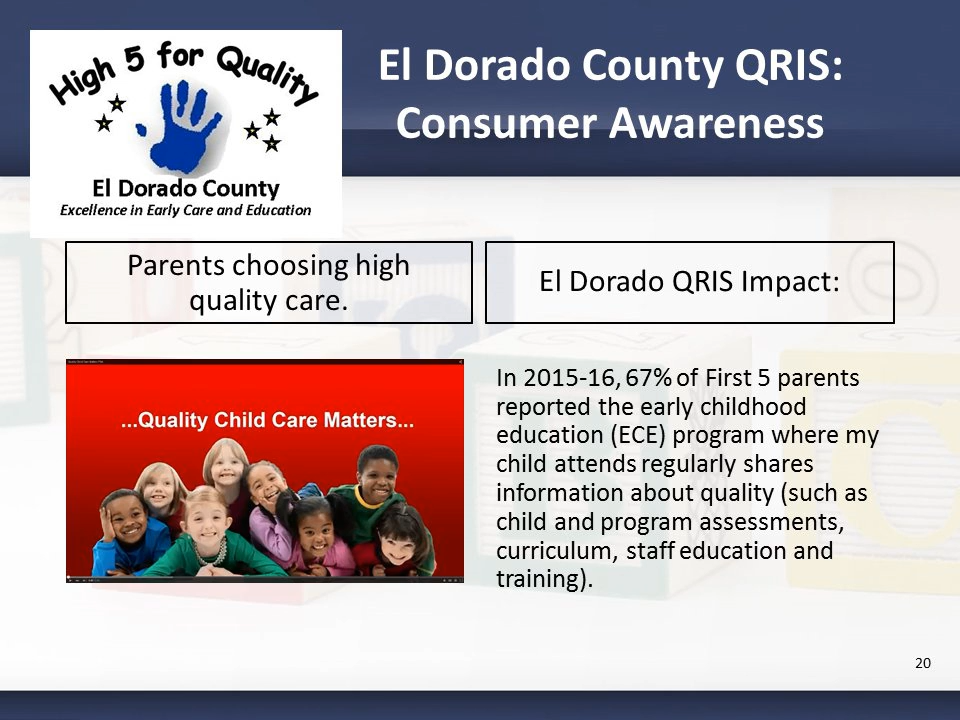 High 5 for Quality
El Dorado County
Excellence in Early Care and Education
El Dorado County QRIS:
Consumer Awareness
Parents choosing high
quality care.
El Dorado QRIS Impact:
...Quality Child Care Matters...
In 2015-16, 67% of First 5 parents
reported the early childhood
education (ECE) program where my
child attends regularly shares
information about quality (such as
child and program assessments,
curriculum, staff education and
training).
20